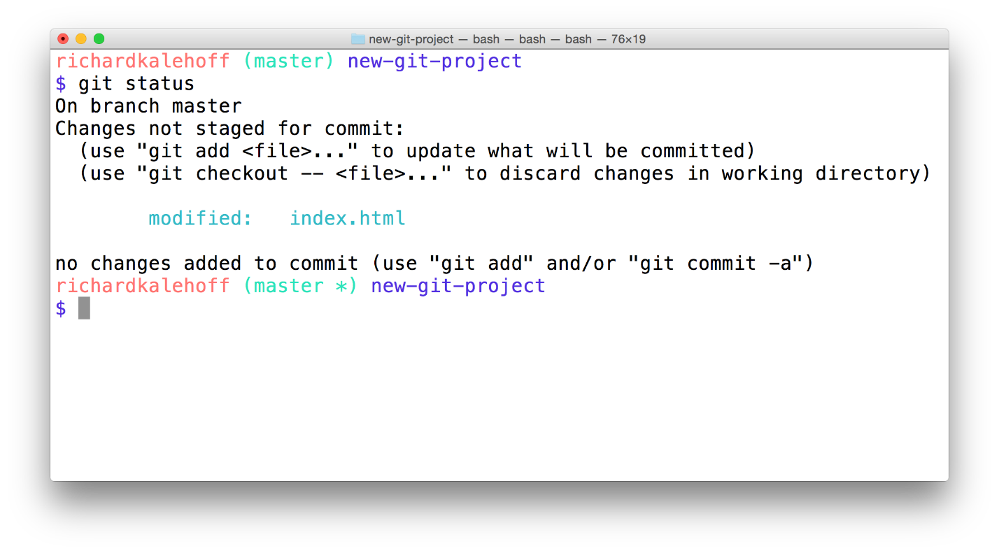 new-git-project — bash — bash — bash — 76×19
richardkalehoff (master) new-git-project
$ git status
On branch master
Changes not staged for commit:
  (use "git add <file>..." to update what will be committed)
  (use "git checkout -- <file>..." to discard changes in working directory)
        modified:   index.html
no changes added to commit (use "git add" and/or "git commit -a")
richardkalehoff (master *) new-git-project
$